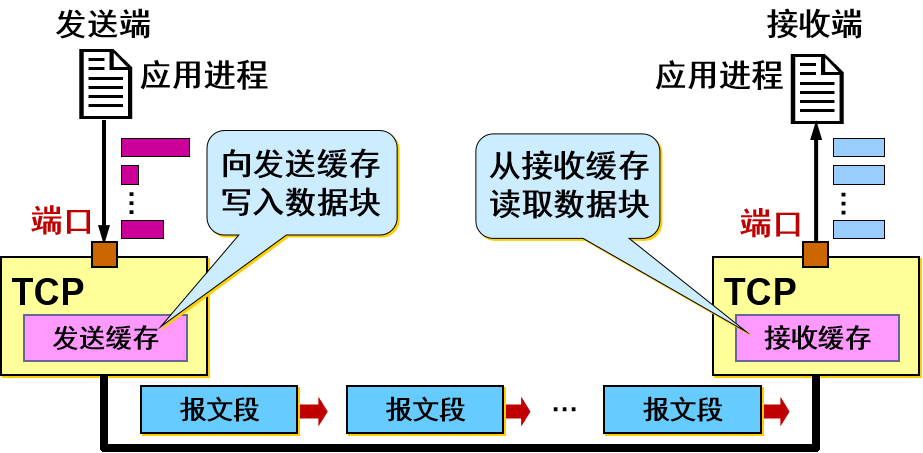 发送端
接收端
应用进程
应用进程
向发送缓存
写入数据块
从接收缓存
读取数据块
端口
端口
TCP
TCP
发送缓存
接收缓存
报文段
报文段
…
报文段